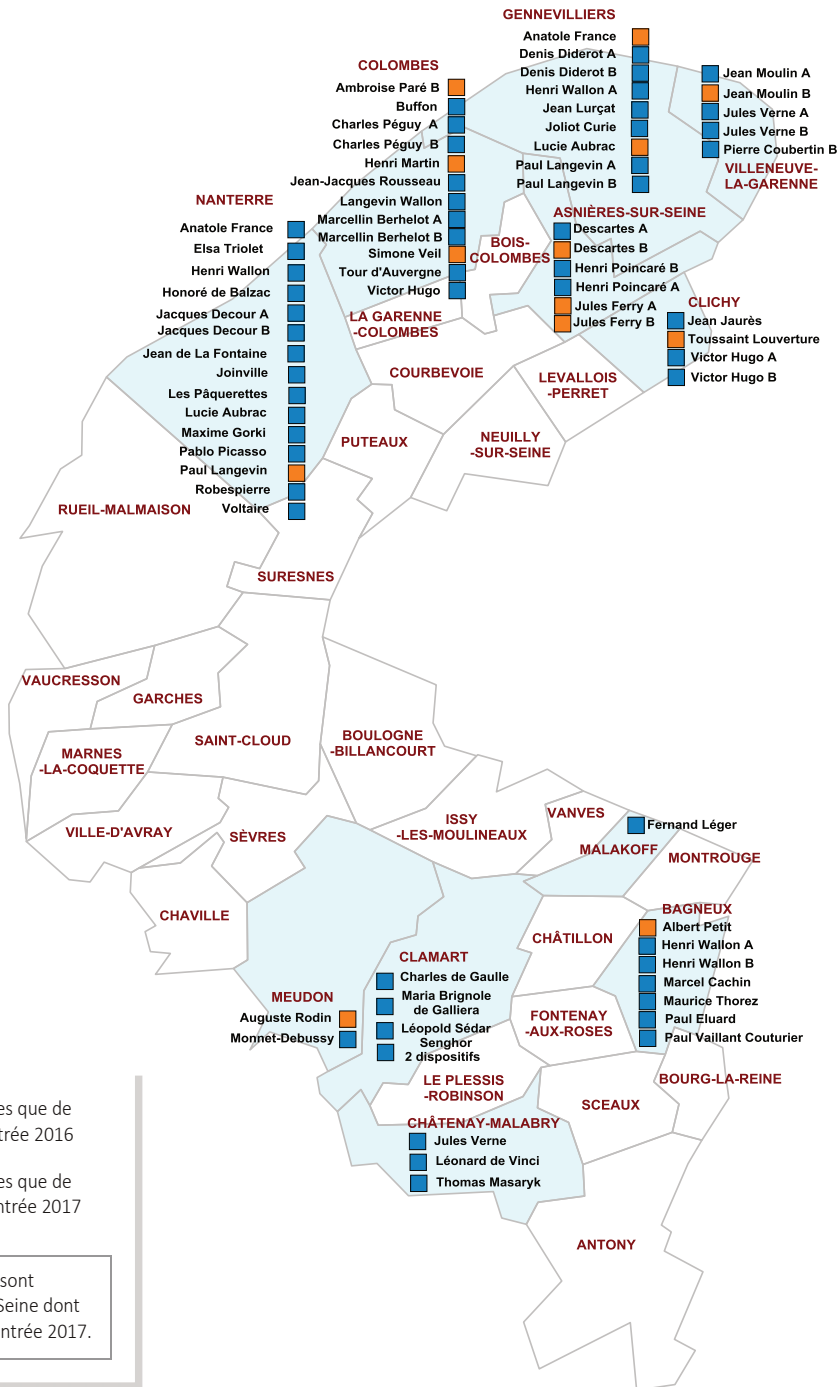 GENNEVILLIERS
Anatole France
Denis Diderot A
Denis Diderot B
Henri Wallon A
Jean Lurçat
Joliot Curie
Lucie Aubrac
Paul Langevin A
Paul Langevin B
COLOMBES
Ambroise Paré B
Buffon
Charles Péguy A
Charles Péguy B
Henri Martin
Jean-Jacques Rousseau
Langevin Wallon
Marcellin Berhelot A
Marcellin Berhelot B
Simone Veil
Tour d'Auvergne
Victor Hugo
Jean Moulin A
Jean Moulin B
Jules Verne A
Jules Verne B
Pierre Coubertin B
VILLENEUVE-
LA-GARENNE
NANTERRE
Anatole France
Elsa Triolet
Henri Wallon
Honoré de Balzac
Jacques Decour A
Jacques Decour B
Jean de La Fontaine
Joinville
Les Pâquerettes
Lucie Aubrac
Maxime Gorki
Pablo Picasso
Paul Langevin
Robespierre
Voltaire
ASNIÈRES-SUR-SEINE
Descartes A
Descartes B
Henri Poincaré B
Henri Poincaré A
Jules Ferry A
Jules Ferry B
BOIS-
COLOMBES
CLICHY
Jean Jaurès
Toussaint Louverture
Victor Hugo A
Victor Hugo B
LA GARENNE
-COLOMBES
COURBEVOIE
LEVALLOIS
-PERRET
PUTEAUX
NEUILLY
-SUR-SEINE
RUEIL-MALMAISON
SURESNES
VAUCRESSON
GARCHES
SAINT-CLOUD
BOULOGNE
-BILLANCOURT
MARNES
-LA-COQUETTE
VILLE-D'AVRAY
SÈVRES
ISSY
-LES-MOULINEAUX
VANVES
Fernand Léger
MALAKOFF
MONTROUGE
CHAVILLE
BAGNEUX
Albert Petit
Henri Wallon A
Henri Wallon B
Marcel Cachin
Maurice Thorez
Paul Eluard
Paul Vaillant Couturier
CHÂTILLON
CLAMART
Charles de Gaulle
Maria Brignole
de Galliera
Léopold Sédar
Senghor
2 dispositifs
MEUDON
Auguste Rodin
Monnet-Debussy
FONTENAY
-AUX-ROSES
BOURG-LA-REINE
LE PLESSIS
-ROBINSON
SCEAUX
CHÂTENAY-MALABRY
Jules Verne
Léonard de Vinci
Thomas Masaryk
ANTONY
es que de
trée 2016
es que de
ntrée 2017
sont
Seine dont
ntrée 2017.